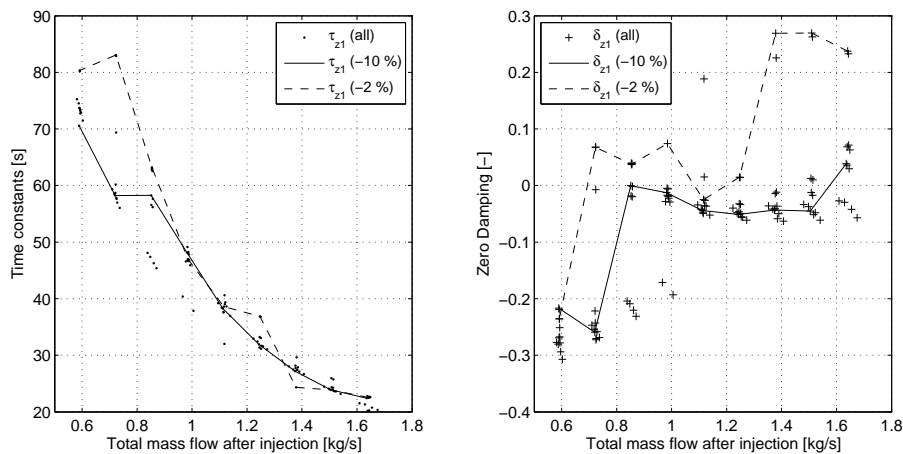 90
80
70
60
50
40
30
20
0.6 0.8 1 1.2 1.4 1.6 1.8
Time constants [s]
Total mass flow after injection [kg/s]
τz1 (all)
τz1 (−10 %)
τz1 (−2 %)
0.3
0.2
0.1
0
−0.1
−0.2
−0.3
−0.4
0.6 0.8 1 1.2 1.4 1.6 1.8
Zero Damping [−]
Total mass flow after injection [kg/s]
δz1 (all)
δz1 (−10 %)
δz1 (−2 %)